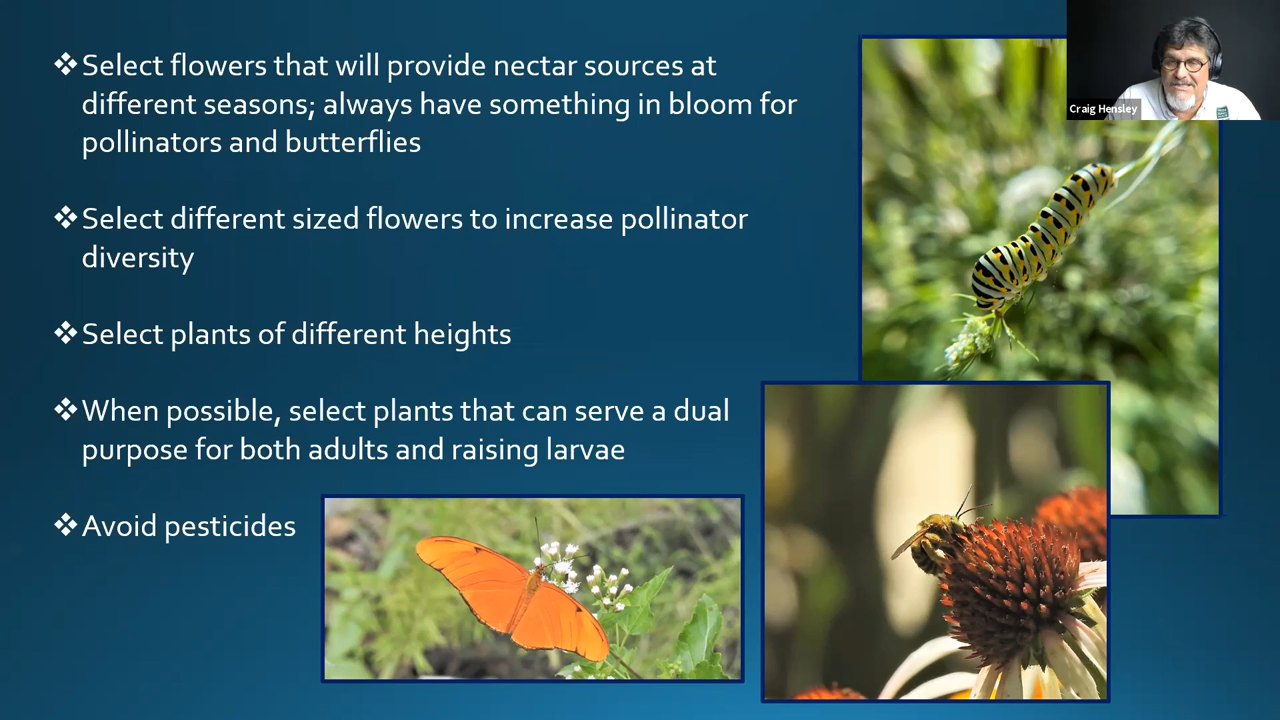 ❖Select flowers that will provide nectar sources at
different seasons; always have something in bloom for
pollinators and butterflies
❖Select different sized flowers to increase pollinator
diversity
❖Select plants of different heights
❖When possible, select plants that can serve a dual
purpose for both adults and raising larvae
❖Avoid pesticides
Craig Hensley